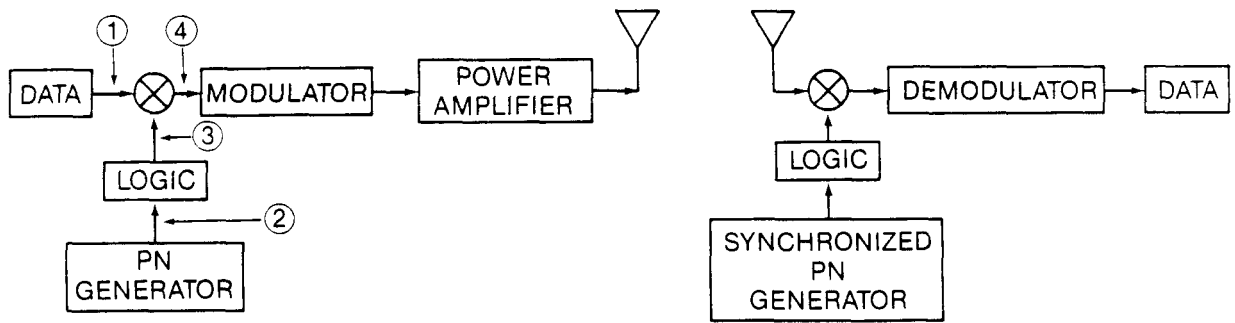 ① ④
DATA
MODULATOR
POWER
AMPLIFIER
③
LOGIC
②
PN
GENERATOR
DEMODULATOR
DATA
LOGIC
SYNCHRONIZED
PN
GENERATOR